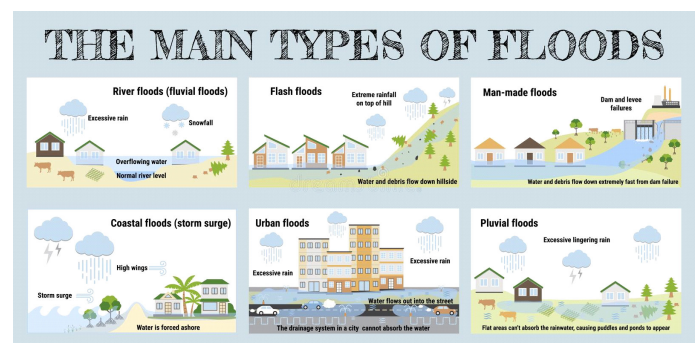 THE MAIN TYPES OF FLOODS
River floods (fluvial floods)
Excessive rain
Snowfall
Overflowing water
Normal river level
Flash floods
Extreme rainfall
on top of hill
Water and debris flow down hillside
Man-made floods
Dam and levee
failures
Water and debris flow down extremely fast from dam failure
Coastal floods (storm surge)
High wings
Storm surge
Water is forced ashore
Urban floods
Excessive rain
Excessive rain
Water flows out into the street
The drainage system in a city cannot absorb the water
Pluvial floods
Excessive lingering rain
Flat areas can't absorb the rainwater, causing puddles and ponds to appear